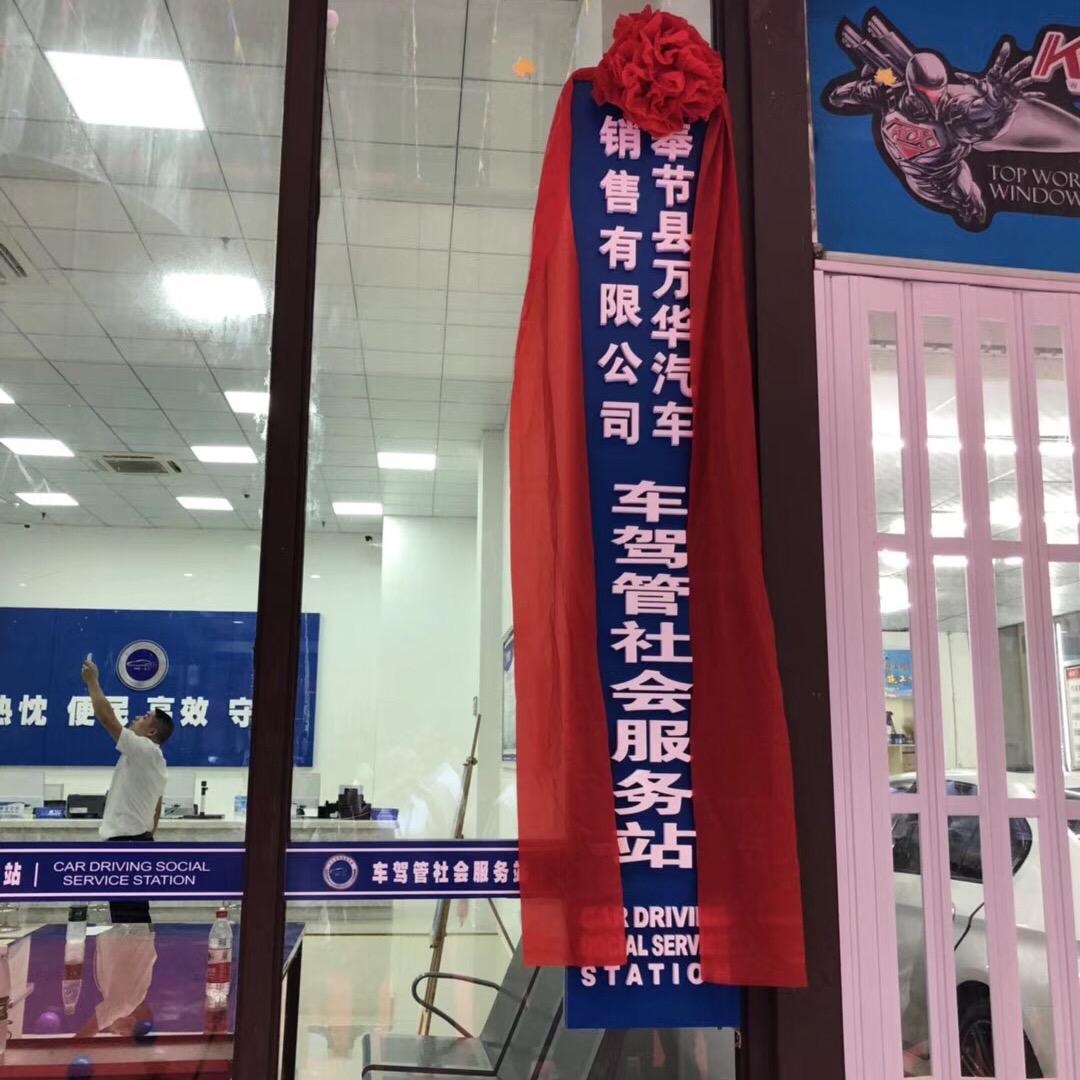 奉节县万华汽车
销售有限公司
车驾管社会服务站
CAR DRIVI
SOCIAL SERV
STATIO
热忱 便民 高效 守
站 | CAR DRIVING SOCIAL
SERVICE STATION
车驾管社会服务站
K
TOP WOR
WINDOW